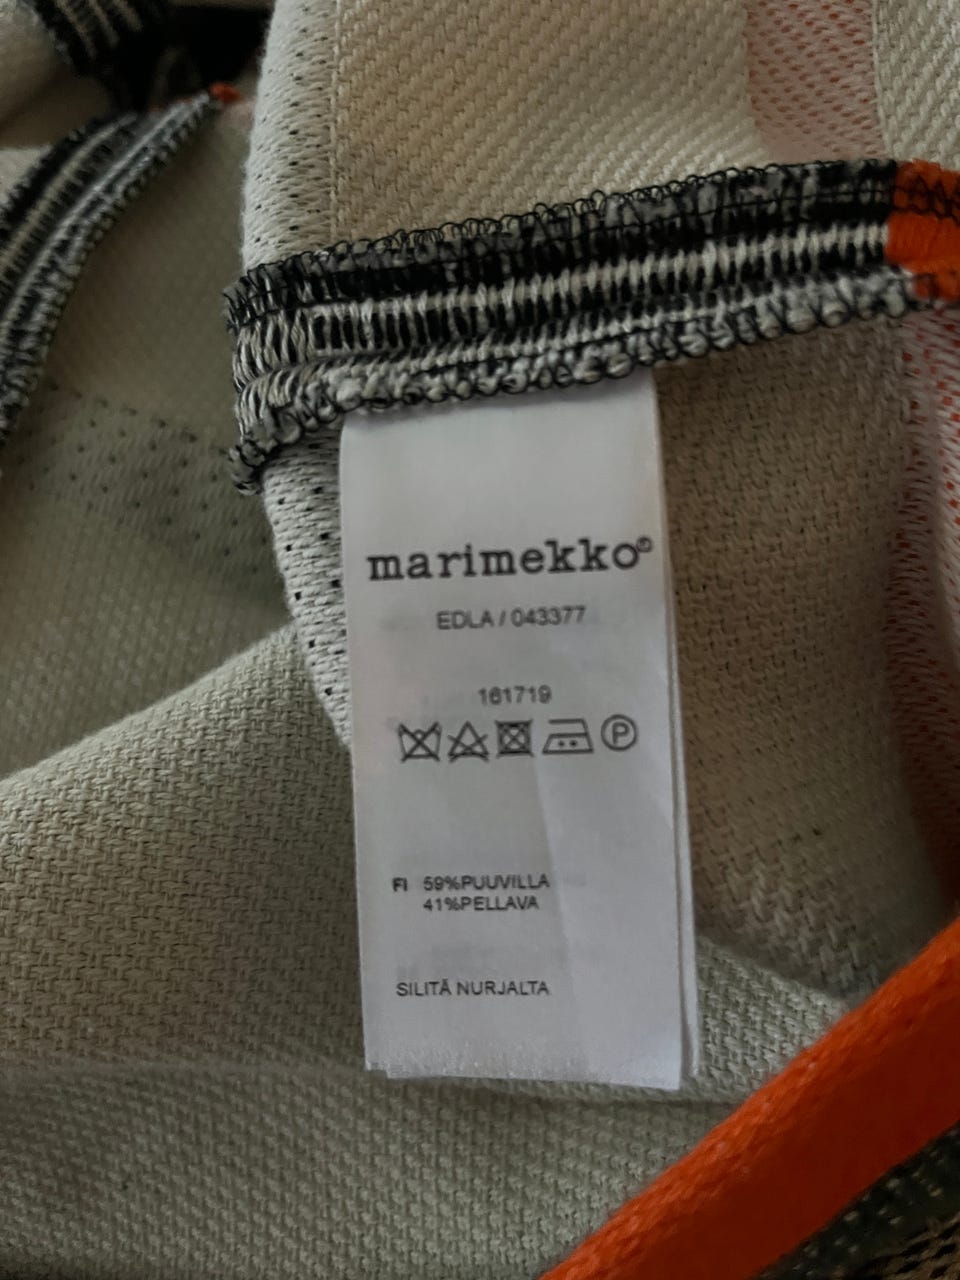 marimekko®
EDLA / 043377
161719
P
FI 59%PUUVILLA
41%PELLAVA
SILITÄ NURJALTA